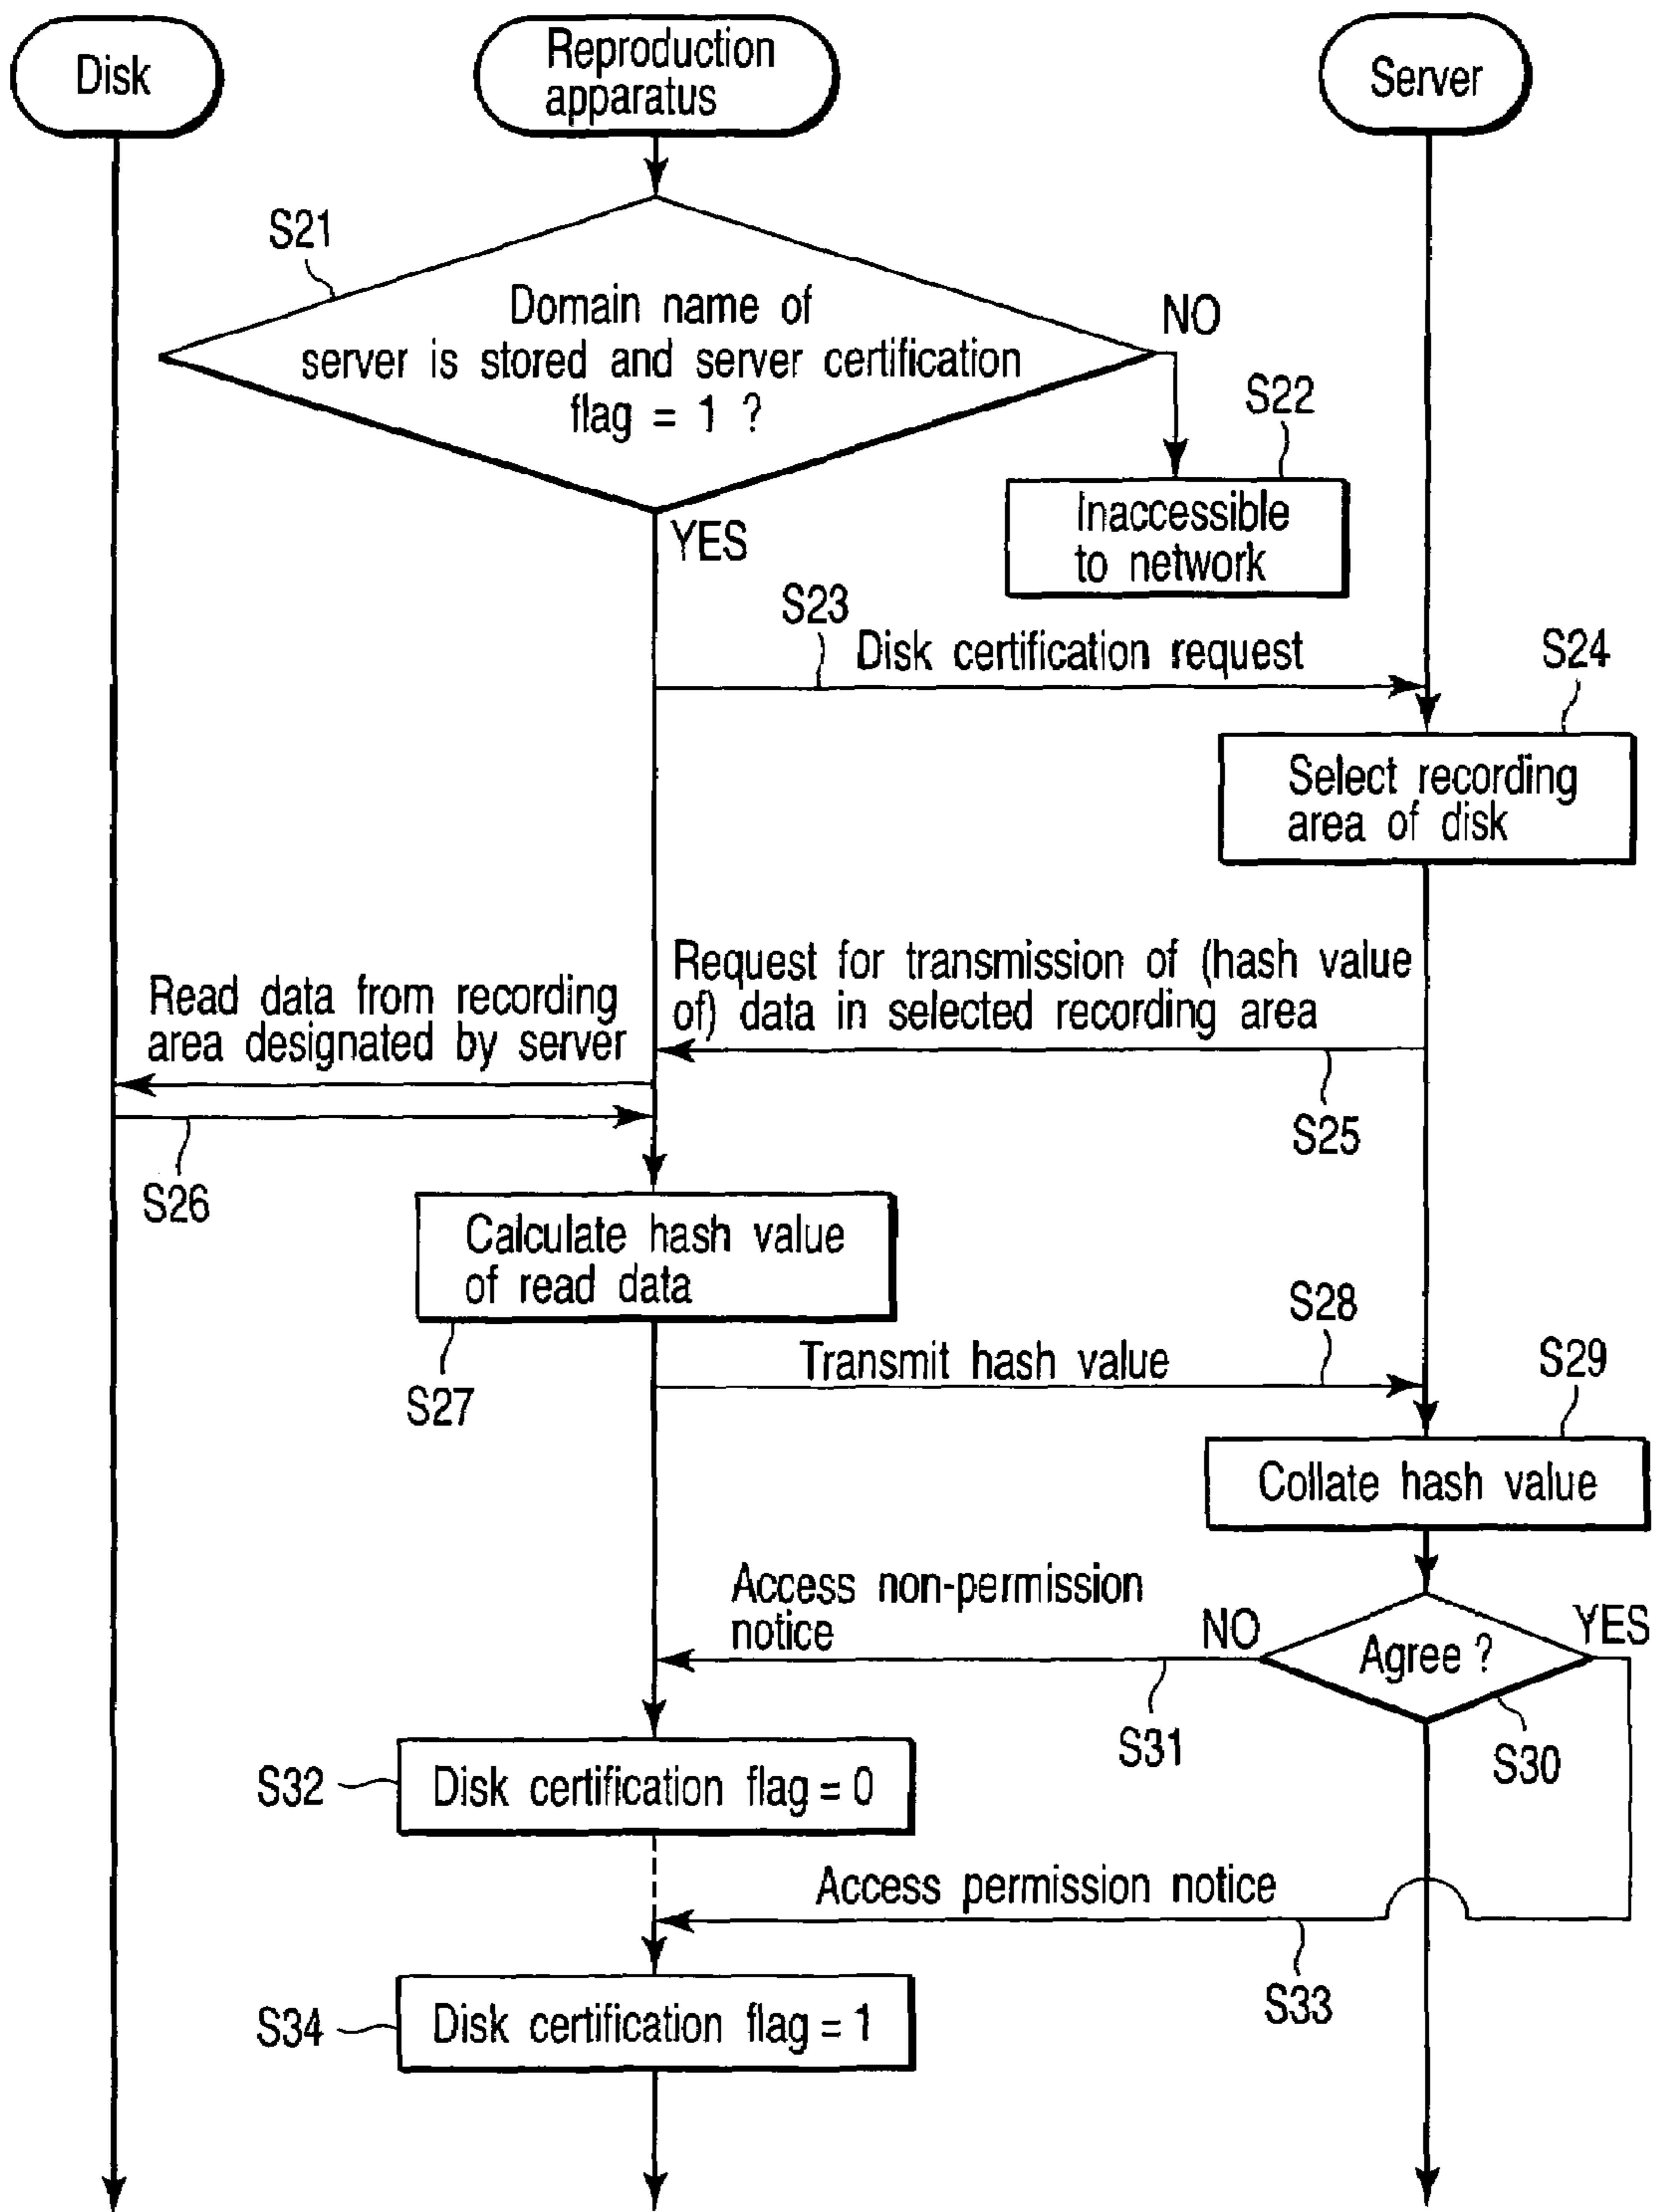 Disk
Reproduction
apparatus
Server
S21
Domain name of
server is stored and server certification
flag = 1 ?
NO
S22
Inaccessible
to network
YES
S23
Disk certification request
S24
Select recording
area of disk
Request for transmission of (hash value
of) data in selected recording area
Read data from recording
area designated by server
S25
S26
Calculate hash value
of read data
S27
S28
Transmit hash value
S29
Collate hash value
Access non-permission
notice
NO
Agree ?
YES
S31
S30
S32
Disk certification flag = 0
Access permission notice
S33
S34
Disk certification flag = 1